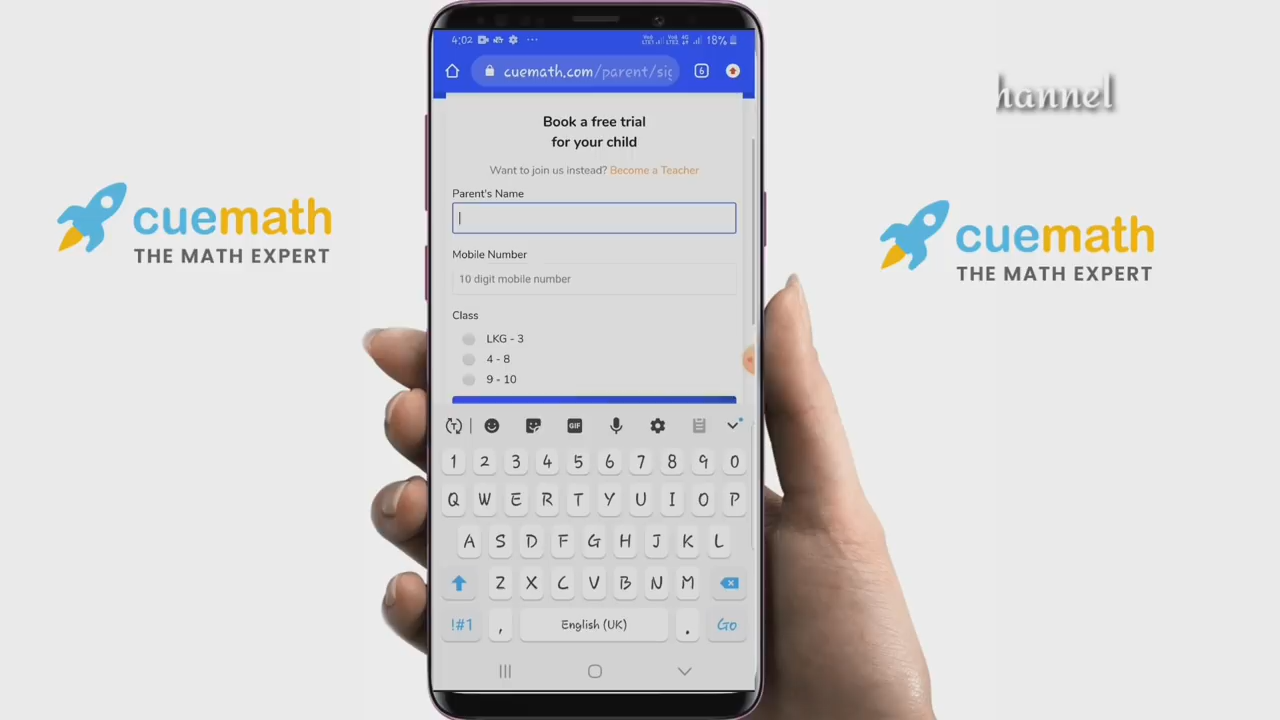 4:02
18%
cuemath.com/parent/sig
6
hannel
Book a free trial
for your child
Want to join us instead? Become a Teacher
Parent's Name
Mobile Number
10 digit mobile number
Class
LKG - 3
4 - 8
9 - 10
cuemath
THE MATH EXPERT
cuemath
THE MATH EXPERT
GIF
1 2 3 4 5 6 7 8 9 0
Q W E R T Y U I O P
A S D F G H J K L
Z X C V B N M
!#1 , English (UK) . Go